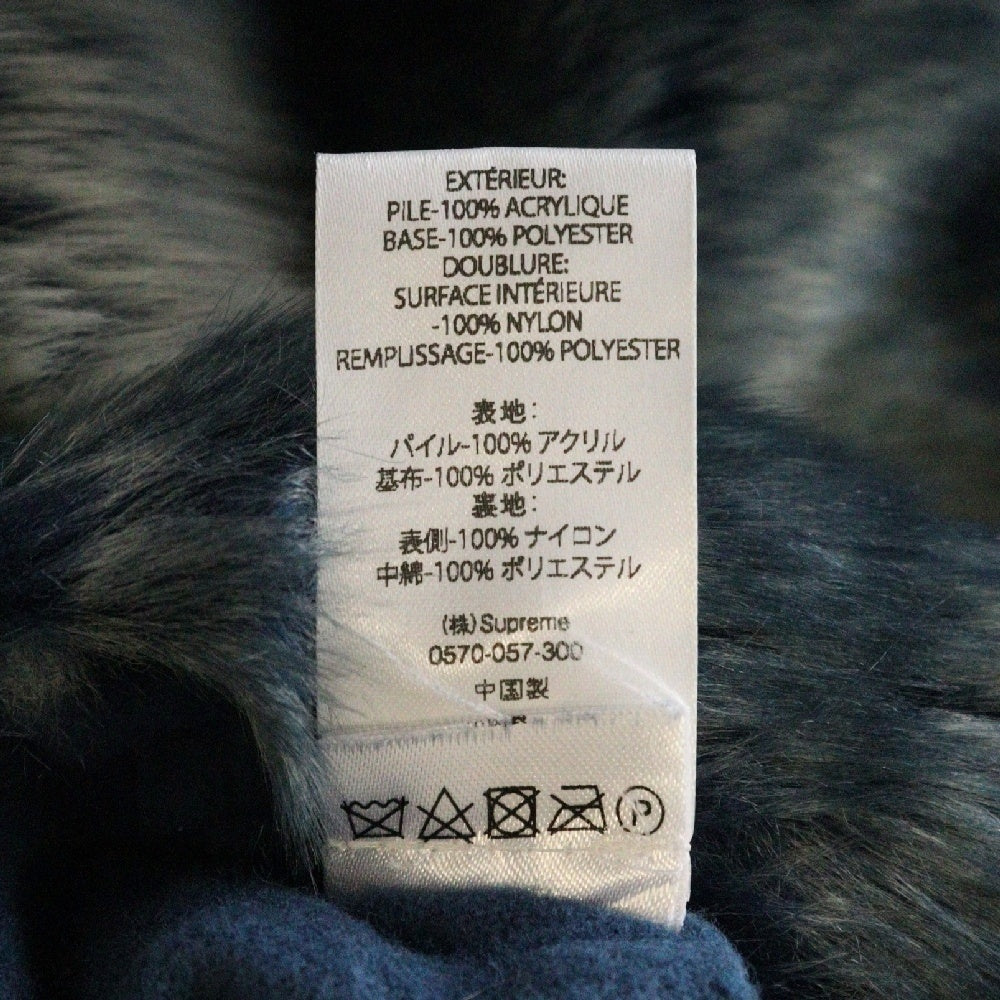 EXTÉRIEUR:
PILE-100% ACRYLIQUE
BASE-100% POLYESTER
DOUBLURE:
SURFACE INTÉRIEURE
-100% NYLON
REMPLISSAGE-100% POLYESTER
表地:
パイル-100% アクリル
基布-100% ポリエステル
裏地:
表側-100% ナイロン
中綿-100% ポリエステル
(株)Supreme
0570-057-300
中国製